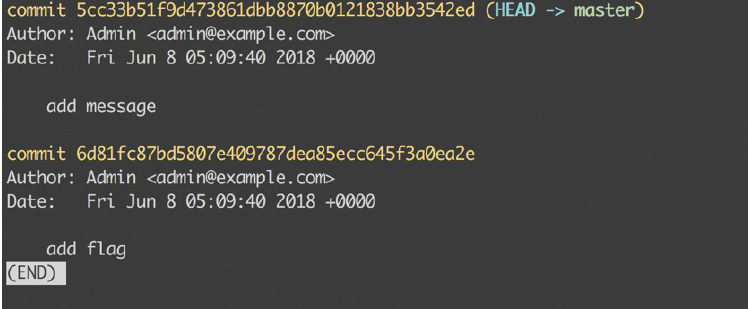 commit 5cc33b51f9d473861dbb8870b0121838bb3542ed (HEAD -> master)
Author: Admin <admin@example.com>
Date:   Fri Jun 8 05:09:40 2018 +0000
    add message
commit 6d81fc87bd5807e409787dea85ecc645f3a0ea2e
Author: Admin <admin@example.com>
Date:   Fri Jun 8 05:09:40 2018 +0000
    add flag
(END)